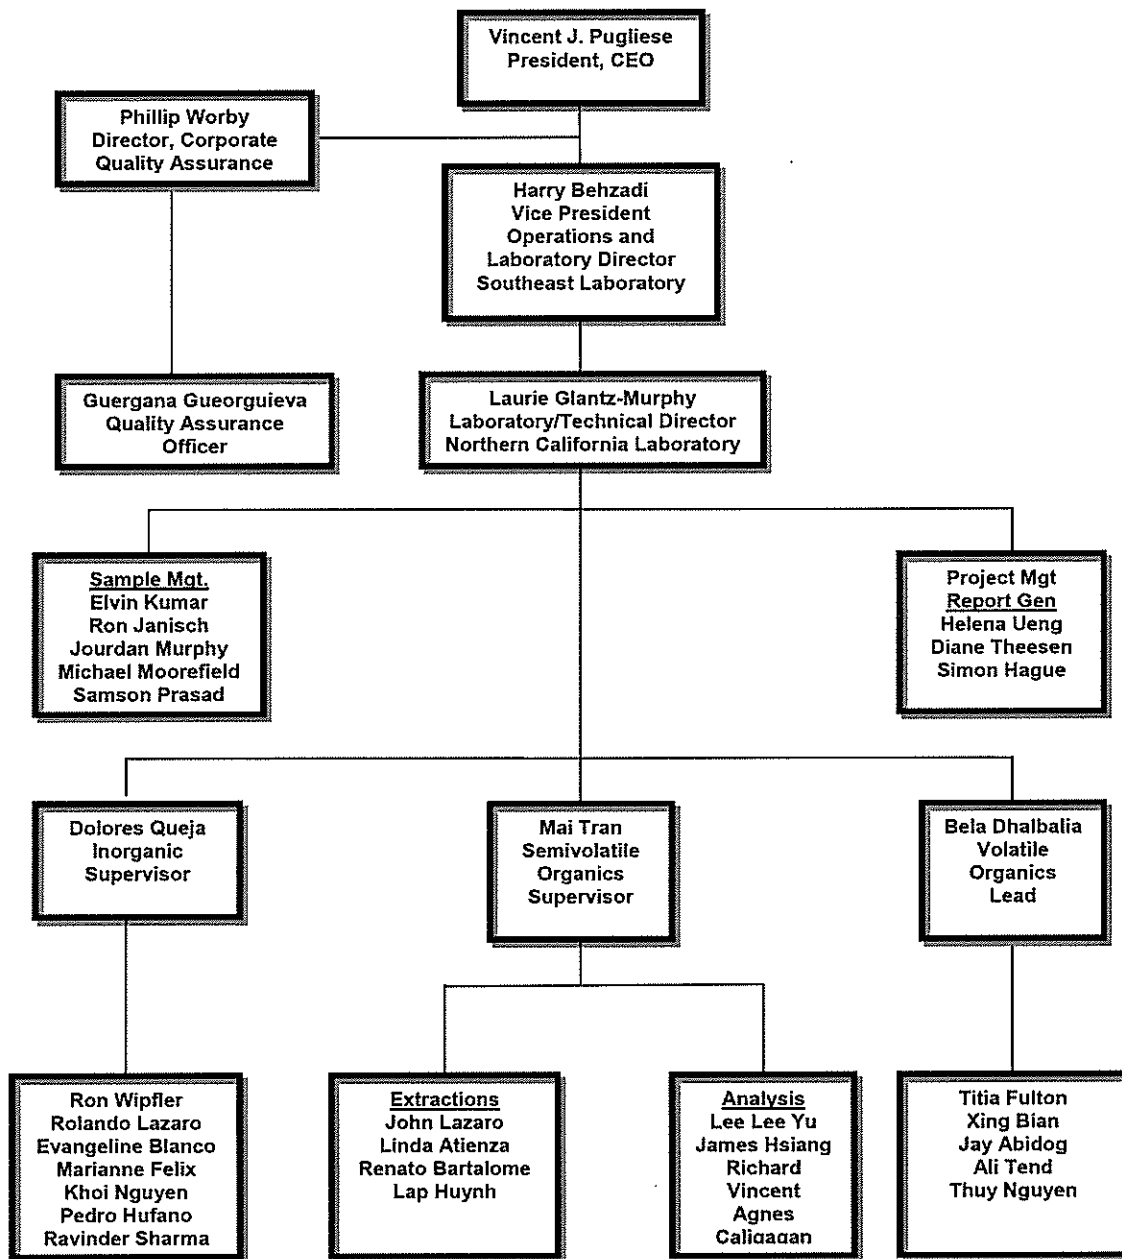 Vincent J. Pugliese
President, CEO
Phillip Worby
Director, Corporate
Quality Assurance
Harry Behzadi
Vice President
Operations and
Laboratory Director
Southeast Laboratory
Guergana Gueorguieva
Quality Assurance
Officer
Laurie Glantz-Murphy
Laboratory/Technical Director
Northern California Laboratory
Sample Mgt.
Elvin Kumar
Ron Janisch
Jourdan Murphy
Michael Moorefield
Samson Prasad
Project Mgt
Report Gen
Helena Ueng
Diane Theesen
Simon Hague
Dolores Queja
Inorganic
Supervisor
Mai Tran
Semivolatile
Organics
Supervisor
Bela Dhalbalia
Volatile
Organics
Lead
Ron Wipfler
Rolando Lazaro
Evangeline Blanco
Marianne Felix
Khoi Nguyen
Pedro Hufano
Ravinder Sharma
Extractions
John Lazaro
Linda Atienza
Renato Bartalome
Lap Huynh
Analysis
Lee Lee Yu
James Hsiang
Richard
Vincent
Agnes
Caligagan
Titia Fulton
Xing Bian
Jay Abidog
Ali Tend
Thuy Nguyen